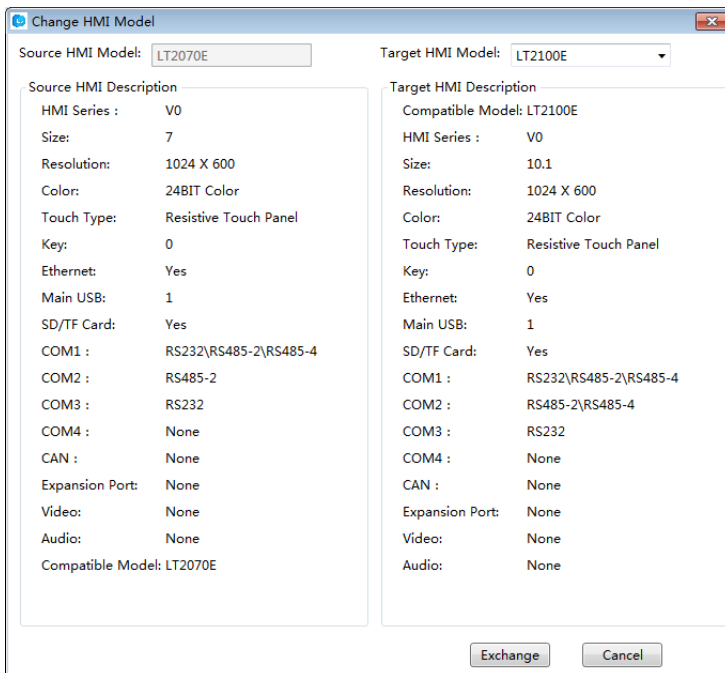 Change HMI Model
Source HMI Model: LT2070E
Target HMI Model: LT2100E
Source HMI Description
HMI Series : V0
Size: 7
Resolution: 1024 X 600
Color: 24BIT Color
Touch Type: Resistive Touch Panel
Key: 0
Ethernet: Yes
Main USB: 1
SD/TF Card: Yes
COM1 : RS232\RS485-2\RS485-4
COM2 : RS485-2
COM3 : RS232
COM4 : None
CAN : None
Expansion Port: None
Video: None
Audio: None
Compatible Model: LT2070E
Target HMI Description
Compatible Model: LT2100E
HMI Series : V0
Size: 10.1
Resolution: 1024 X 600
Color: 24BIT Color
Touch Type: Resistive Touch Panel
Key: 0
Ethernet: Yes
Main USB: 1
SD/TF Card: Yes
COM1 : RS232\RS485-2\RS485-4
COM2 : RS485-2\RS485-4
COM3 : RS232
COM4 : None
CAN : None
Expansion Port: None
Video: None
Audio: None
Exchange
Cancel